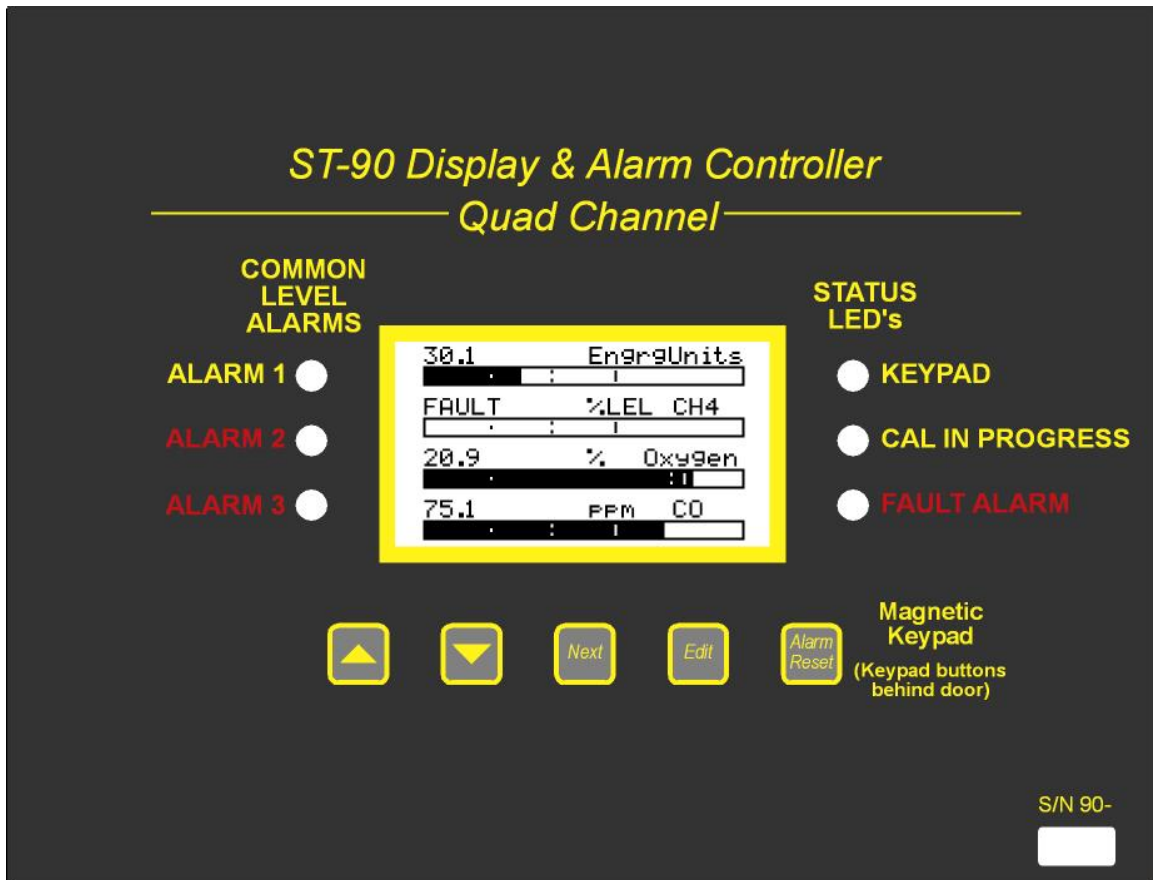 ST-90 Display & Alarm Controller
Quad Channel
COMMON
LEVEL
ALARMS
ALARM 1
ALARM 2
ALARM 3
30.1 EngrgUnits
FAULT %LEL CH4
20.9 % Oxygen
75.1 ppm CO
STATUS
LED's
KEYPAD
CAL IN PROGRESS
FAULT ALARM
Next
Edit
Alarm
Reset
Magnetic
Keypad
(Keypad buttons
behind door)
S/N 90-